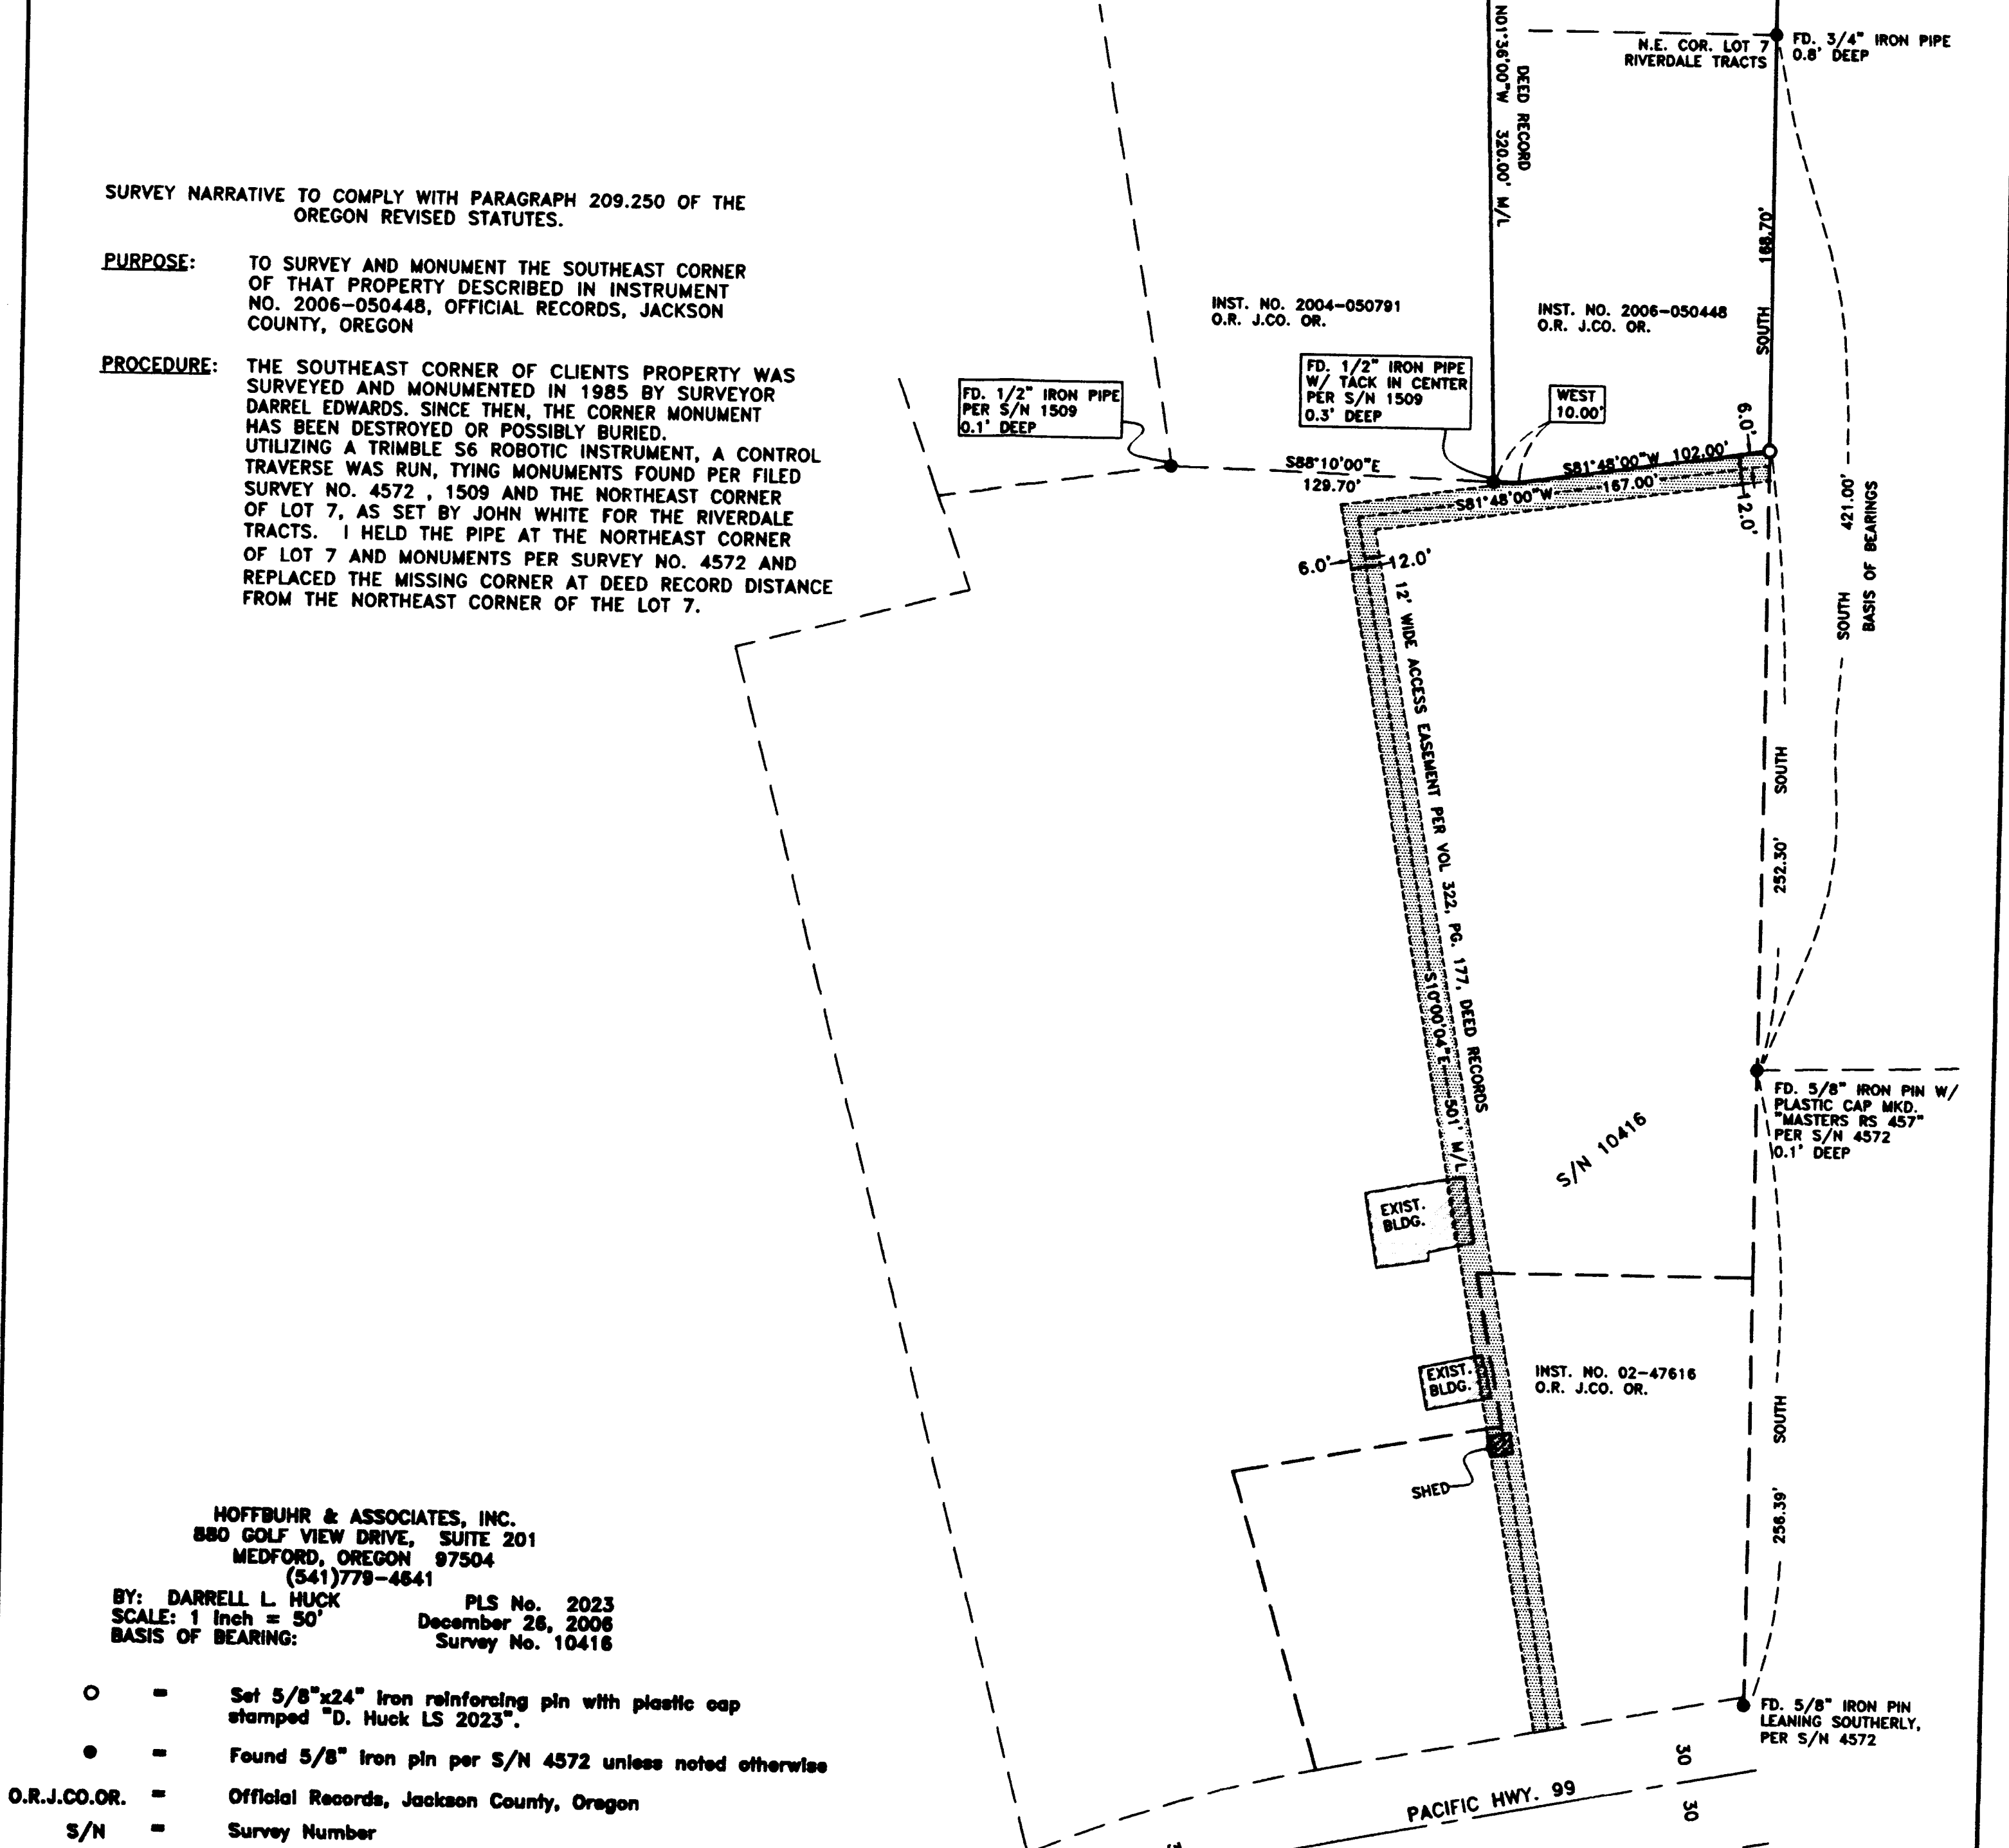 SURVEY NARRATIVE TO COMPLY WITH PARAGRAPH 209.250 OF THE
OREGON REVISED STATUTES.
PURPOSE:
TO SURVEY AND MONUMENT THE SOUTHEAST CORNER
OF THAT PROPERTY DESCRIBED IN INSTRUMENT
NO. 2006-050448, OFFICIAL RECORDS, JACKSON
COUNTY, OREGON
PROCEDURE:
THE SOUTHEAST CORNER OF CLIENTS PROPERTY WAS
SURVEYED AND MONUMENTED IN 1985 BY SURVEYOR
DARREL EDWARDS. SINCE THEN, THE CORNER MONUMENT
HAS BEEN DESTROYED OR POSSIBLY BURIED.
UTILIZING A TRIMBLE S6 ROBOTIC INSTRUMENT, A CONTROL
TRAVERSE WAS RUN, TYING MONUMENTS FOUND PER FILED
SURVEY NO. 4572 , 1509 AND THE NORTHEAST CORNER
OF LOT 7, AS SET BY JOHN WHITE FOR THE RIVERDALE
TRACTS. I HELD THE PIPE AT THE NORTHEAST CORNER
OF LOT 7 AND MONUMENTS PER SURVEY NO. 4572 AND
REPLACED THE MISSING CORNER AT DEED RECORD DISTANCE
FROM THE NORTHEAST CORNER OF THE LOT 7.
N01°36'00"W 320.00' M/L
DEED RECORD
N.E. COR. LOT 7
RIVERDALE TRACTS
FD. 3/4" IRON PIPE
0.8' DEEP
SOUTH 168.70'
INST. NO. 2004-050791
O.R. J.CO. OR.
INST. NO. 2006-050448
O.R. J.CO. OR.
FD. 1/2" IRON PIPE
PER S/N 1509
0.1' DEEP
FD. 1/2" IRON PIPE
W/ TACK IN CENTER
PER S/N 1509
0.3' DEEP
WEST
10.00'
6.0'
S88°10'00"E
129.70'
S81°48'00"W 102.00'
S81°48'00"W 167.00'
12.0'
6.0'
12.0'
SOUTH 421.00'
BASIS OF BEARINGS
12' WIDE ACCESS EASEMENT PER VOL 322, PG. 177, DEED RECORDS
S10°00'04"E 501' M/L
SOUTH 252.30'
FD. 5/8" IRON PIN W/
PLASTIC CAP MKD.
"MASTERS RS 457"
PER S/N 4572
0.1' DEEP
S/N 10416
EXIST.
BLDG.
EXIST.
BLDG.
INST. NO. 02-47616
O.R. J.CO. OR.
SHED
SOUTH 256.39'
FD. 5/8" IRON PIN
LEANING SOUTHERLY,
PER S/N 4572
30
30
PACIFIC HWY. 99
HOFFBUHR & ASSOCIATES, INC.
880 GOLF VIEW DRIVE, SUITE 201
MEDFORD, OREGON 97504
(541)779-4641
BY: DARRELL L. HUCK PLS No. 2023
SCALE: 1 inch = 50' December 26, 2006
BASIS OF BEARING: Survey No. 10416
= Set 5/8"x24" iron reinforcing pin with plastic cap
stamped "D. Huck LS 2023".
= Found 5/8" iron pin per S/N 4572 unless noted otherwise
O.R.J.CO.OR. = Official Records, Jackson County, Oregon
S/N = Survey Number